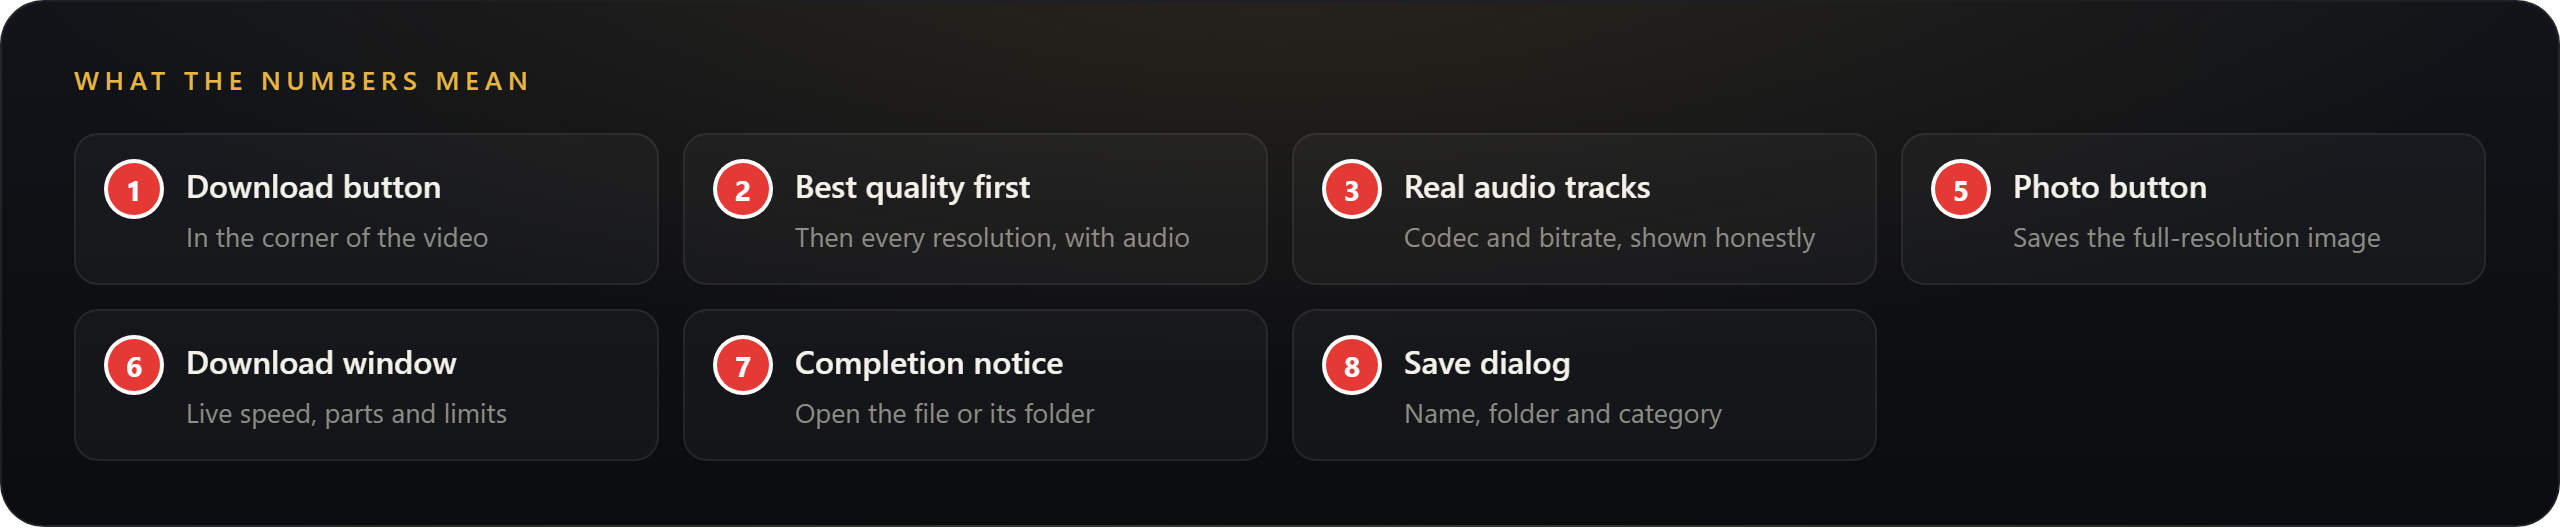 WHAT THE NUMBERS MEAN
1
Download button
In the corner of the video
2
Best quality first
Then every resolution, with audio
3
Real audio tracks
Codec and bitrate, shown honestly
5
Photo button
Saves the full-resolution image
6
Download window
Live speed, parts and limits
7
Completion notice
Open the file or its folder
8
Save dialog
Name, folder and category